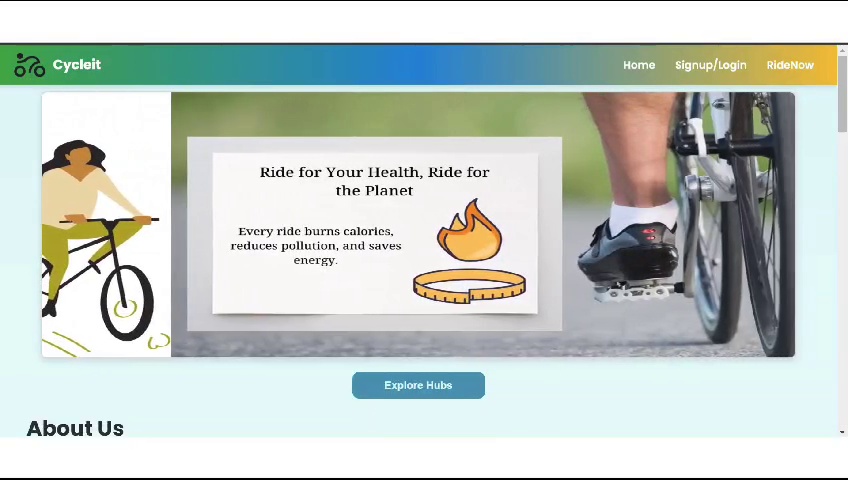 Cycleit
Home
Signup/Login
RideNow
Ride for Your Health, Ride for
the Planet
Every ride burns calories,
reduces pollution, and saves
energy.
Explore Hubs
About Us